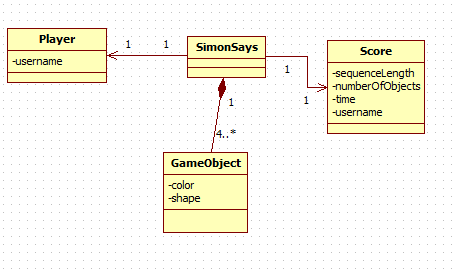 Player
-username
1
1
SimonSays
1
1
Score
-sequenceLength
-numberOfObjects
-time
-username
1
4..*
GameObject
-color
-shape